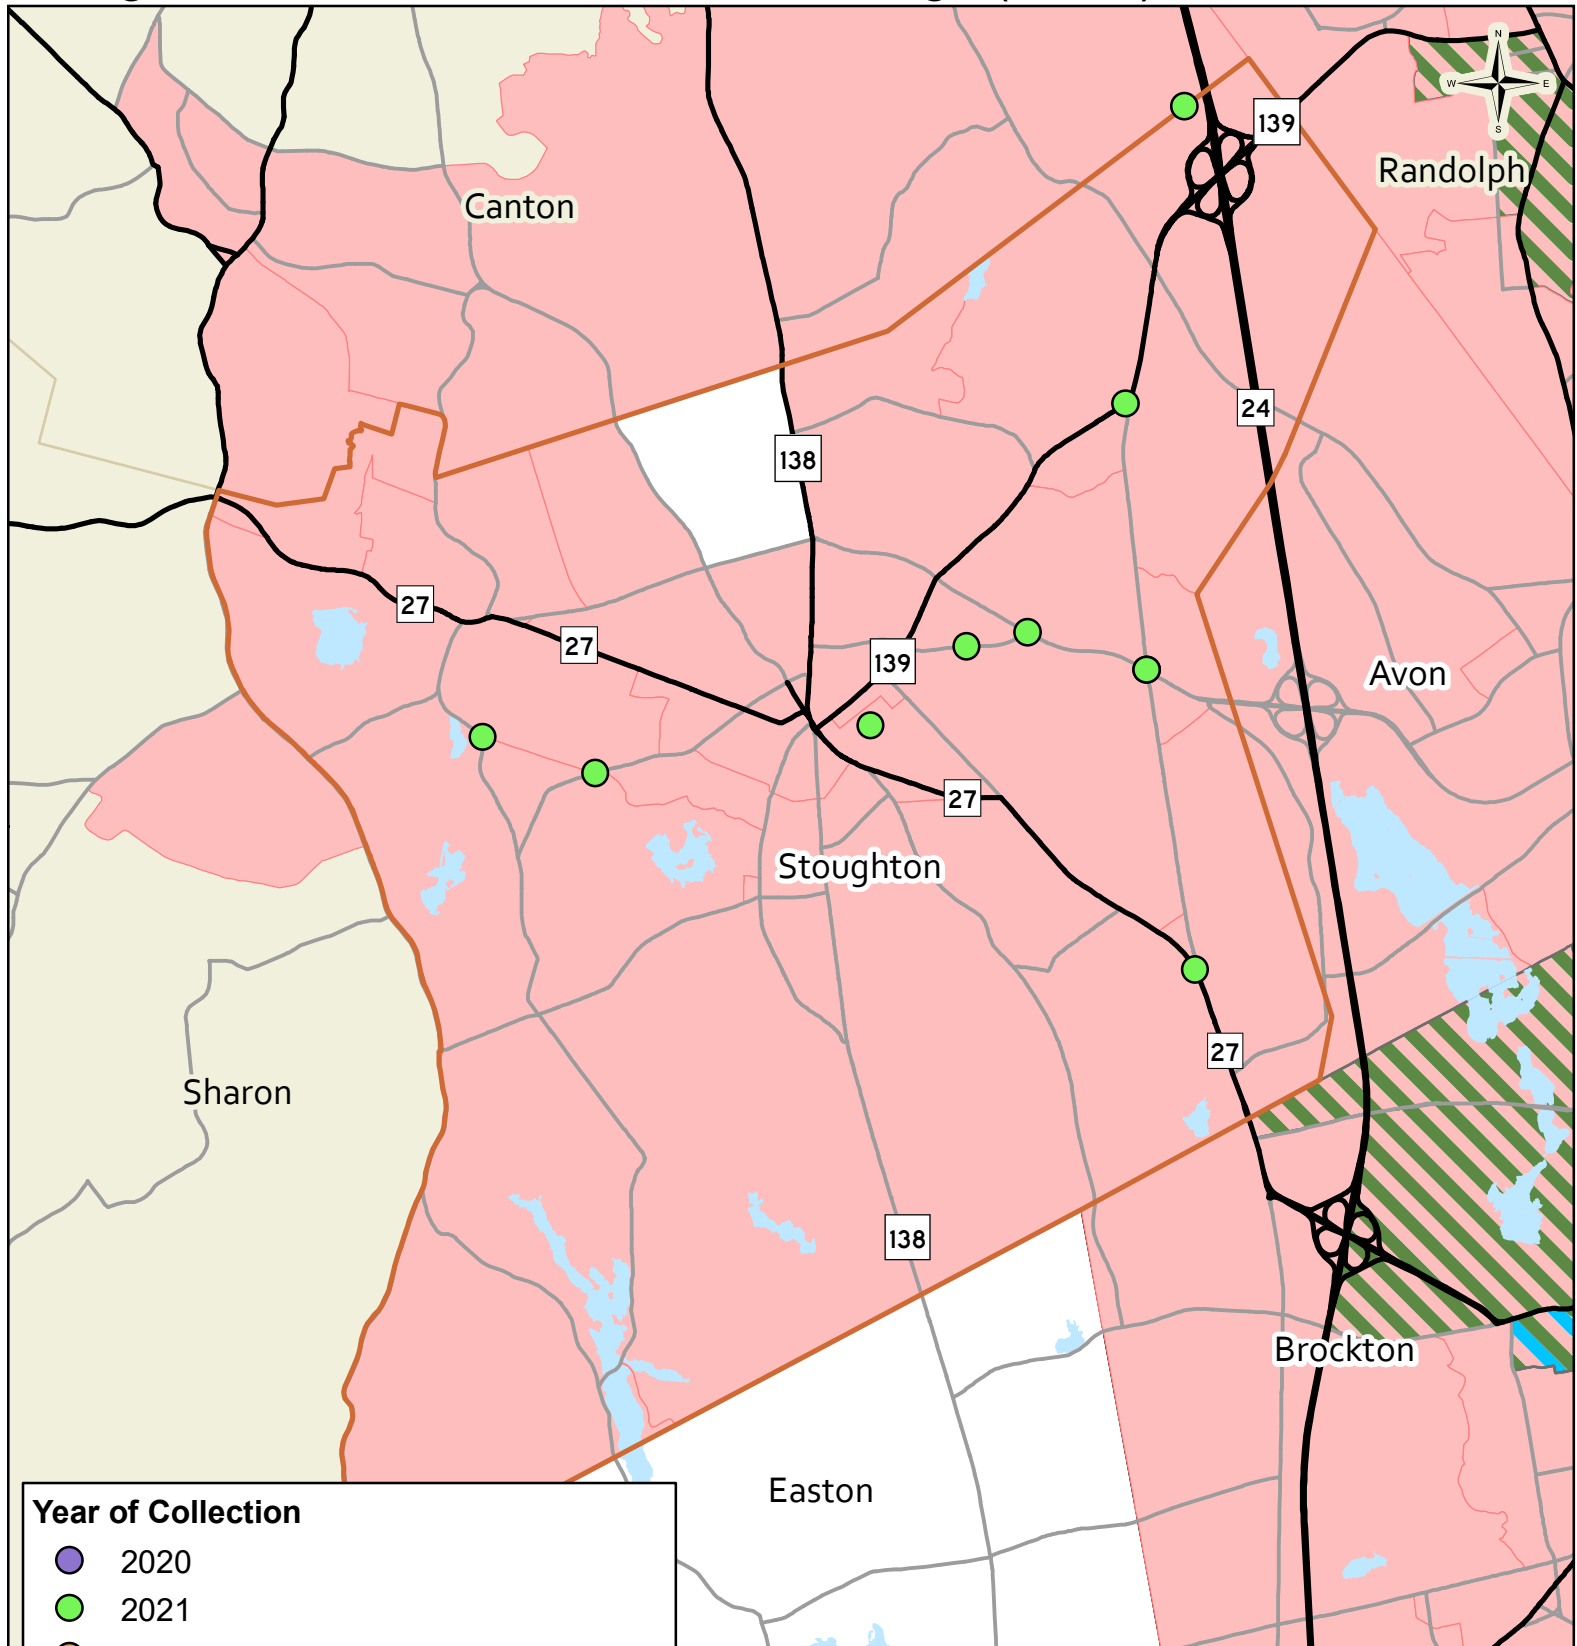 N
W
E
S
139
Randolph
Canton
24
138
27
27
139
Avon
27
Stoughton
27
Sharon
138
Brockton
Easton
Year of Collection
2020
2021